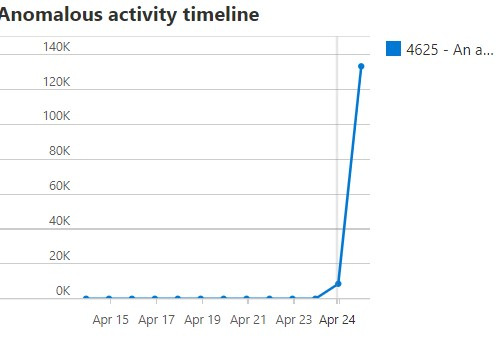 Anomalous activity timeline
4625 - An a...
140K
120K
100K
80K
60K
40K
20K
0K
Apr 15 Apr 17 Apr 19 Apr 21 Apr 23 Apr 24